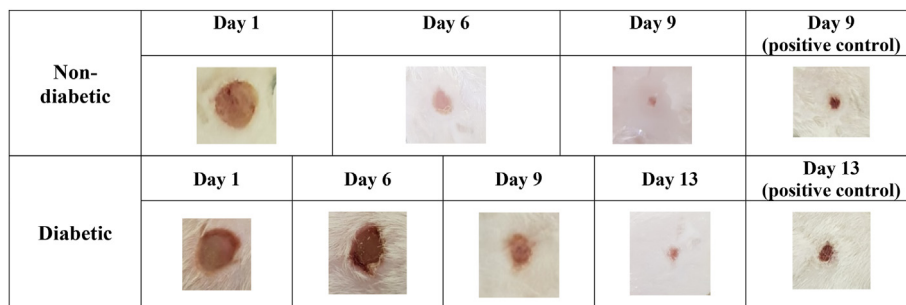 Day 1 Day 6 Day 9 Day 9
(positive control)
Non-
diabetic
Day 1 Day 6 Day 9 Day 13 Day 13
(positive control)
Diabetic